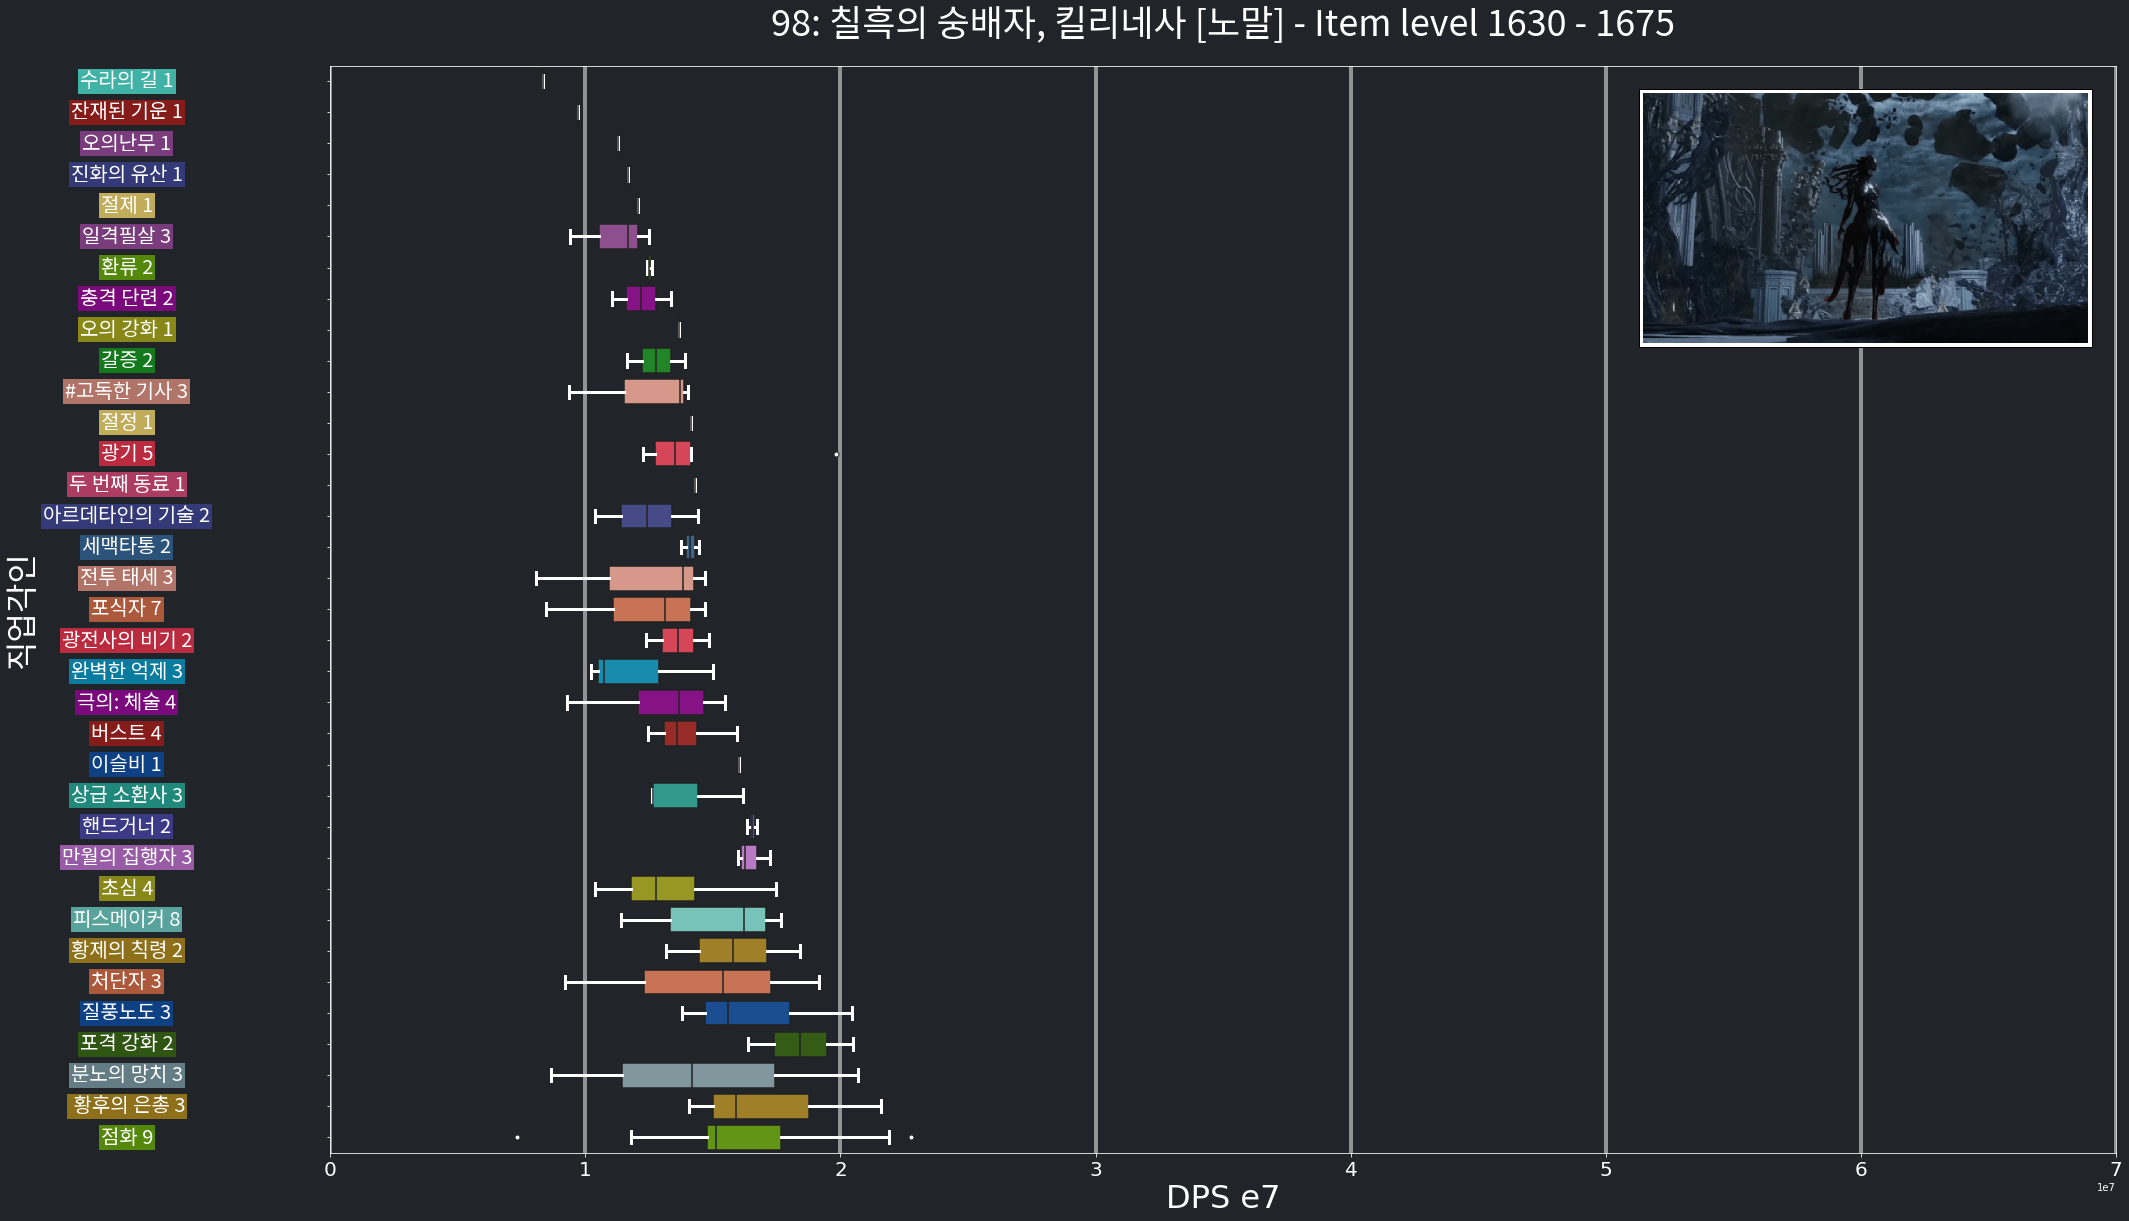 98: 칠흑의 숭배자, 킬리네사 [노말] - Item level 1630 - 1675
수라의 길 1
잔재된 기운 1
오의난무 1
진화의 유산 1
절제 1
일격필살 3
환류 2
충격 단련 2
오의 강화 1
갈증 2
#고독한 기사 3
절정 1
광기 5
두 번째 동료 1
아르데타인의 기술 2
세맥타통 2
전투 태세 3
포식자 7
광전사의 비기 2
완벽한 억제 3
극의: 체술 4
버스트 4
이슬비 1
상급 소환사 3
핸드거너 2
만월의 집행자 3
초심 4
피스메이커 8
황제의 칙령 2
처단자 3
질풍노도 3
포격 강화 2
분노의 망치 3
황후의 은총 3
점화 9
직업각인
0 1 2 3 4 5 6 7
DPS e7
1e7